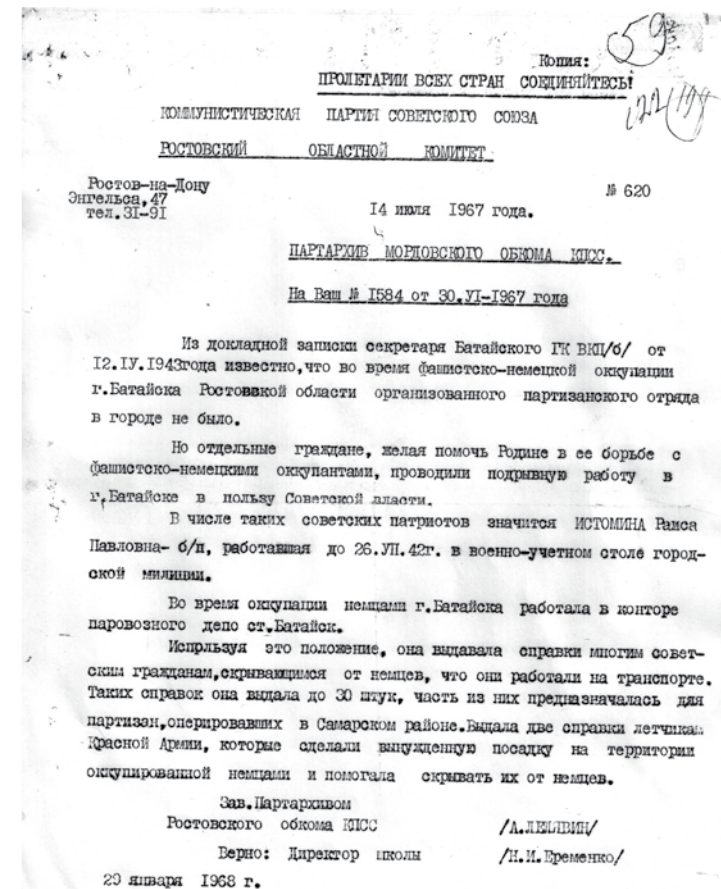 59
Копия:
ПРОЛЕТАРИИ ВСЕХ СТРАН СОЕДИНЯЙТЕСЬ!
КОММУНИСТИЧЕСКАЯ ПАРТИЯ СОВЕТСКОГО СОЮЗА
РОСТОВСКИЙ ОБЛАСТНОЙ КОМИТЕТ.
Ростов-на-Дону
Энгельса, 47
тел. 31-91
№ 620
14 июля 1967 года.
ПАРТАРХИВ МОРДОВСКОГО ОБКОМА КПСС.
На Ваш № 1584 от 30.УI-1967 года
Из докладной записки секретаря Батайского ГК ВКП/б/ от
12.IУ.1943года известно,что во время фашистско-немецкой оккупации
г.Батайска Ростовской области организованного партизанского отряда
в городе не было.
Но отдельные граждане, желая помочь Родине в ее борьбе с
фашистско-немецкими оккупантами, проводили подрывную работу в
г.Батайске в пользу Советской власти.
В числе таких советских патриотов значится ИСТОМИНА Раиса
Павловна- б/п, работавшая до 26.УП.42г. в военно-учетном столе город-
ской милиции.
Во время оккупации немцами г.Батайска работала в конторе
паровозного депо ст.Батайск.
Используя это положение, она выдавала справки многим совет-
ским гражданам,скрывающимся от немцев, что они работали на транспорте.
Таких справок она выдала до 30 штук, часть из них предназначалась для
партизан,оперировавших в Самарском районе.Выдала две справки летчикам
Красной Армии, которые сделали вынужденную посадку на территории
оккупированной немцами и помогала скрывать их от немцев.
Зав.Партархивом
Ростовского обкома КПСС
Верно: Директор школы /Н.И.Еременко/
29 января 1968 г.